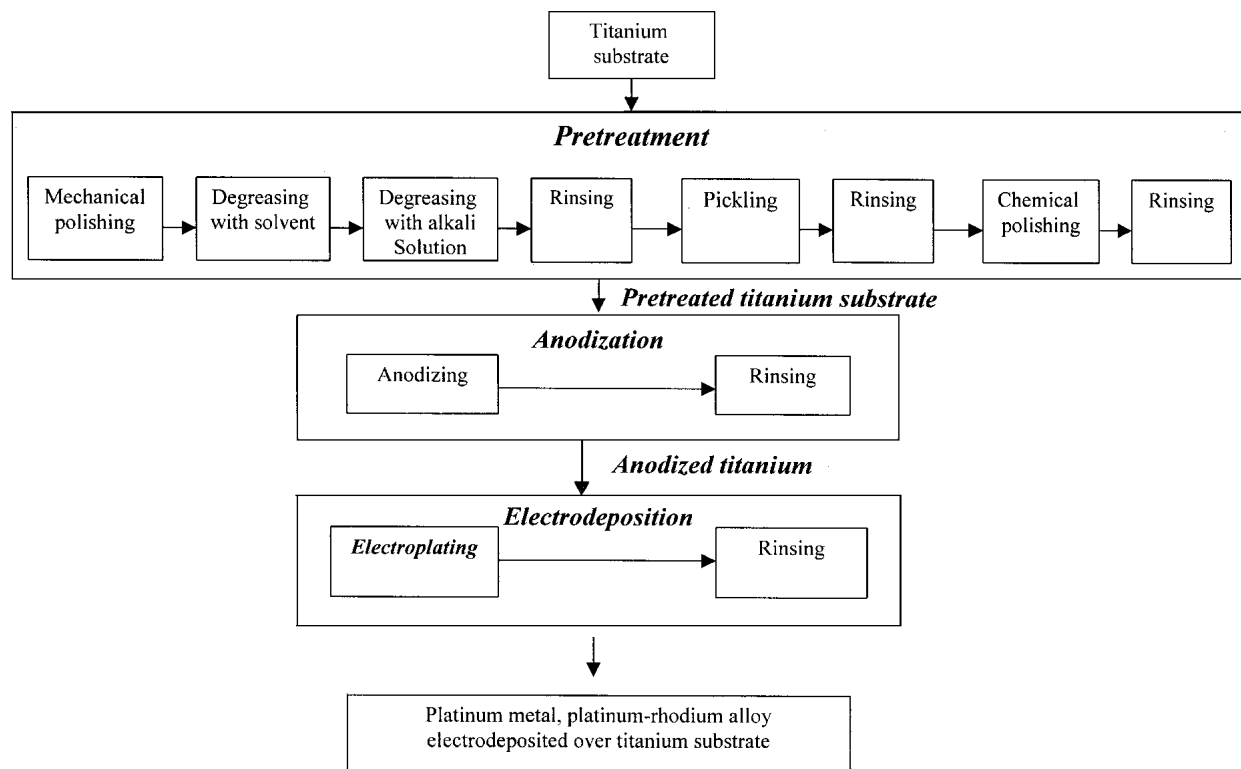 Titanium
substrate
Pretreatment
Mechanical
polishing
Degreasing
with solvent
Degreasing
with alkali
Solution
Rinsing
Pickling
Rinsing
Chemical
polishing
Rinsing
Pretreated titanium substrate
Anodization
Anodizing
Rinsing
Anodized titanium
Electrodeposition
Electroplating
Rinsing
Platinum metal, platinum-rhodium alloy
electrodeposited over titanium substrate